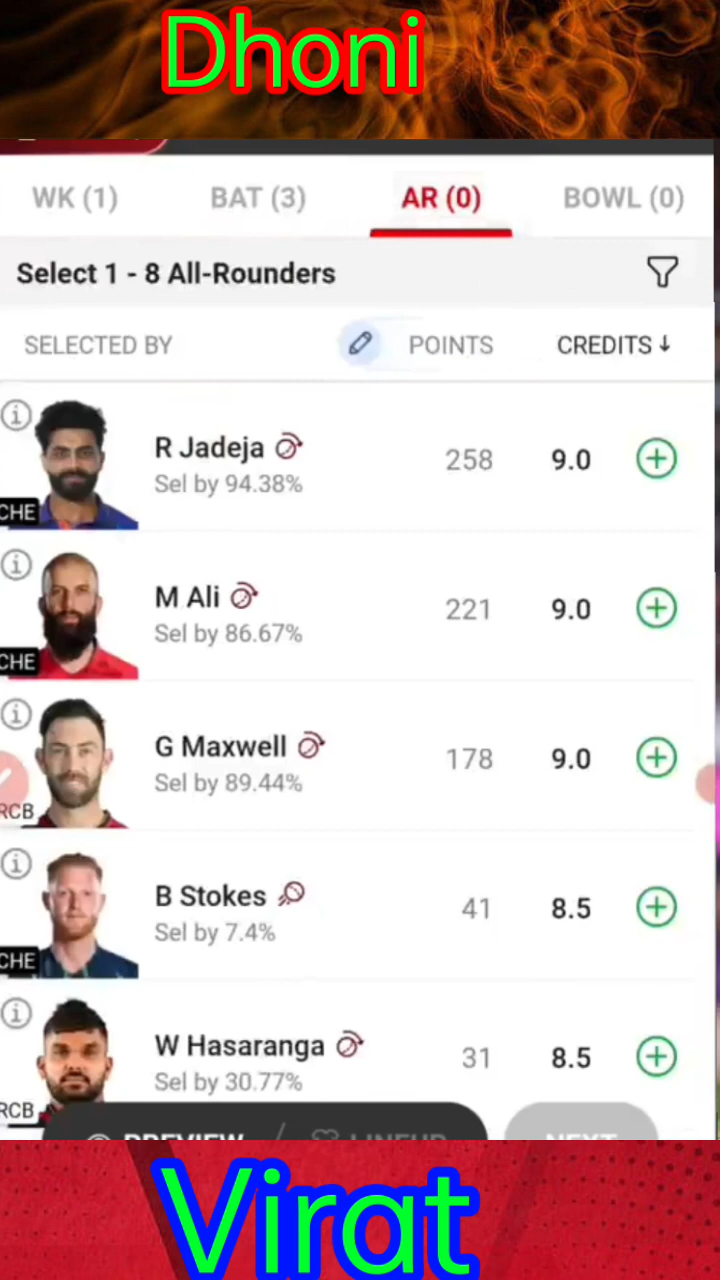 Dhoni
WK (1) BAT (3) AR (0) BOWL (0)
Select 1 - 8 All-Rounders
SELECTED BY POINTS CREDITS ↓
R Jadeja 258 9.0
Sel by 94.38%
CHE
M Ali 221 9.0
Sel by 86.67%
CHE
G Maxwell 178 9.0
Sel by 89.44%
RCB
B Stokes 41 8.5
Sel by 7.4%
CHE
W Hasaranga 31 8.5
Sel by 30.77%
RCB
PREVIEW / LINEUP NEXT
Virat